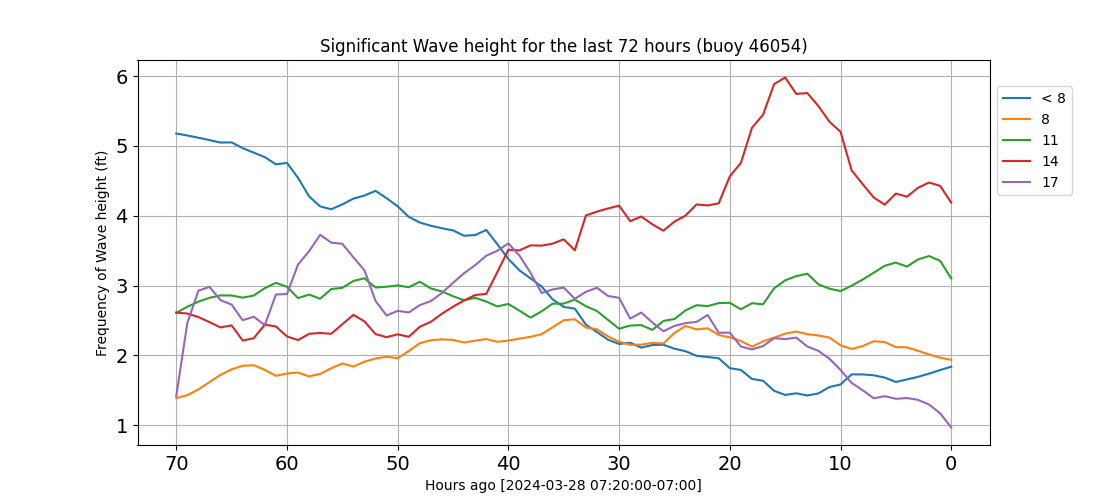 Significant Wave height for the last 72 hours (buoy 46054)
Frequency of Wave height (ft)
6
5
4
3
2
1
70 60 50 40 30 20 10 0
Hours ago [2024-03-28 07:20:00-07:00]
< 8
8
11
14
17